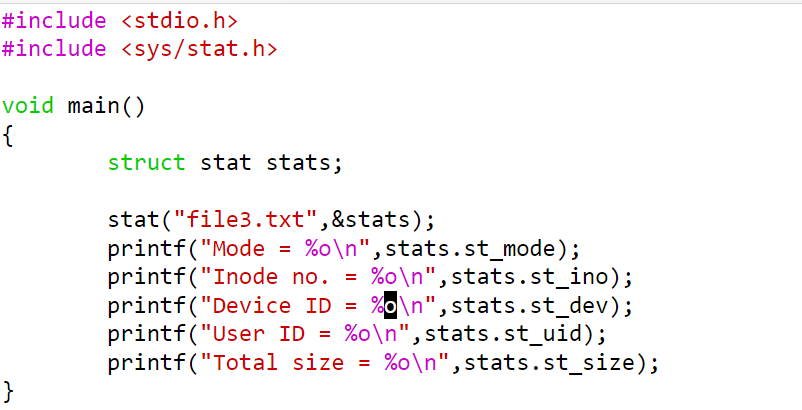 #include <stdio.h>
#include <sys/stat.h>

void main()
{
        struct stat stats;

        stat("file3.txt",&stats);
        printf("Mode = %o\n",stats.st_mode);
        printf("Inode no. = %o\n",stats.st_ino);
        printf("Device ID = %o\n",stats.st_dev);
        printf("User ID = %o\n",stats.st_uid);
        printf("Total size = %o\n",stats.st_size);
}